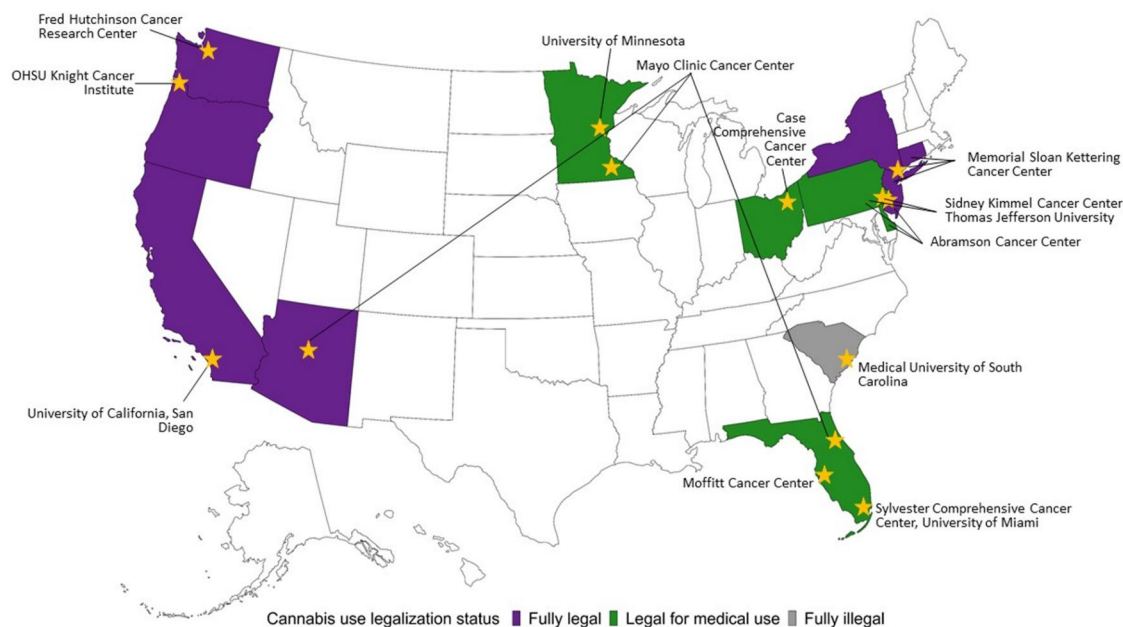 Fred Hutchinson Cancer
Research Center
OHSU Knight Cancer
Institute
University of Minnesota
Mayo Clinic Cancer Center
Case
Comprehensive
Cancer
Center
Memorial Sloan Kettering
Cancer Center
Sidney Kimmel Cancer Center
Thomas Jefferson University
Abramson Cancer Center
Medical University of South
Carolina
University of California, San
Diego
Moffitt Cancer Center
Sylvester Comprehensive Cancer
Center, University of Miami
Cannabis use legalization status Fully legal Legal for medical use Fully illegal